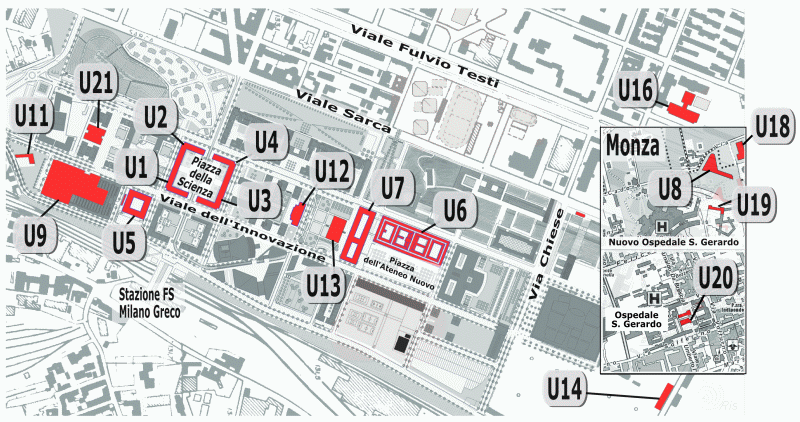 Viale Fulvio Testi
Viale Sarca
U16
U21
U11
U2
U4
U18
Monza
U1
Piazza
della
Scienza
U12
U7
U8
U3
U6
U19
Viale dell'Innovazione
U9
U5
H
Nuovo Ospedale S. Gerardo
Via Chiese
Piazza
dell'Ateneo Nuovo
U13
U20
Stazione FS
Milano Greco
H
Ospedale
S. Gerardo
U14